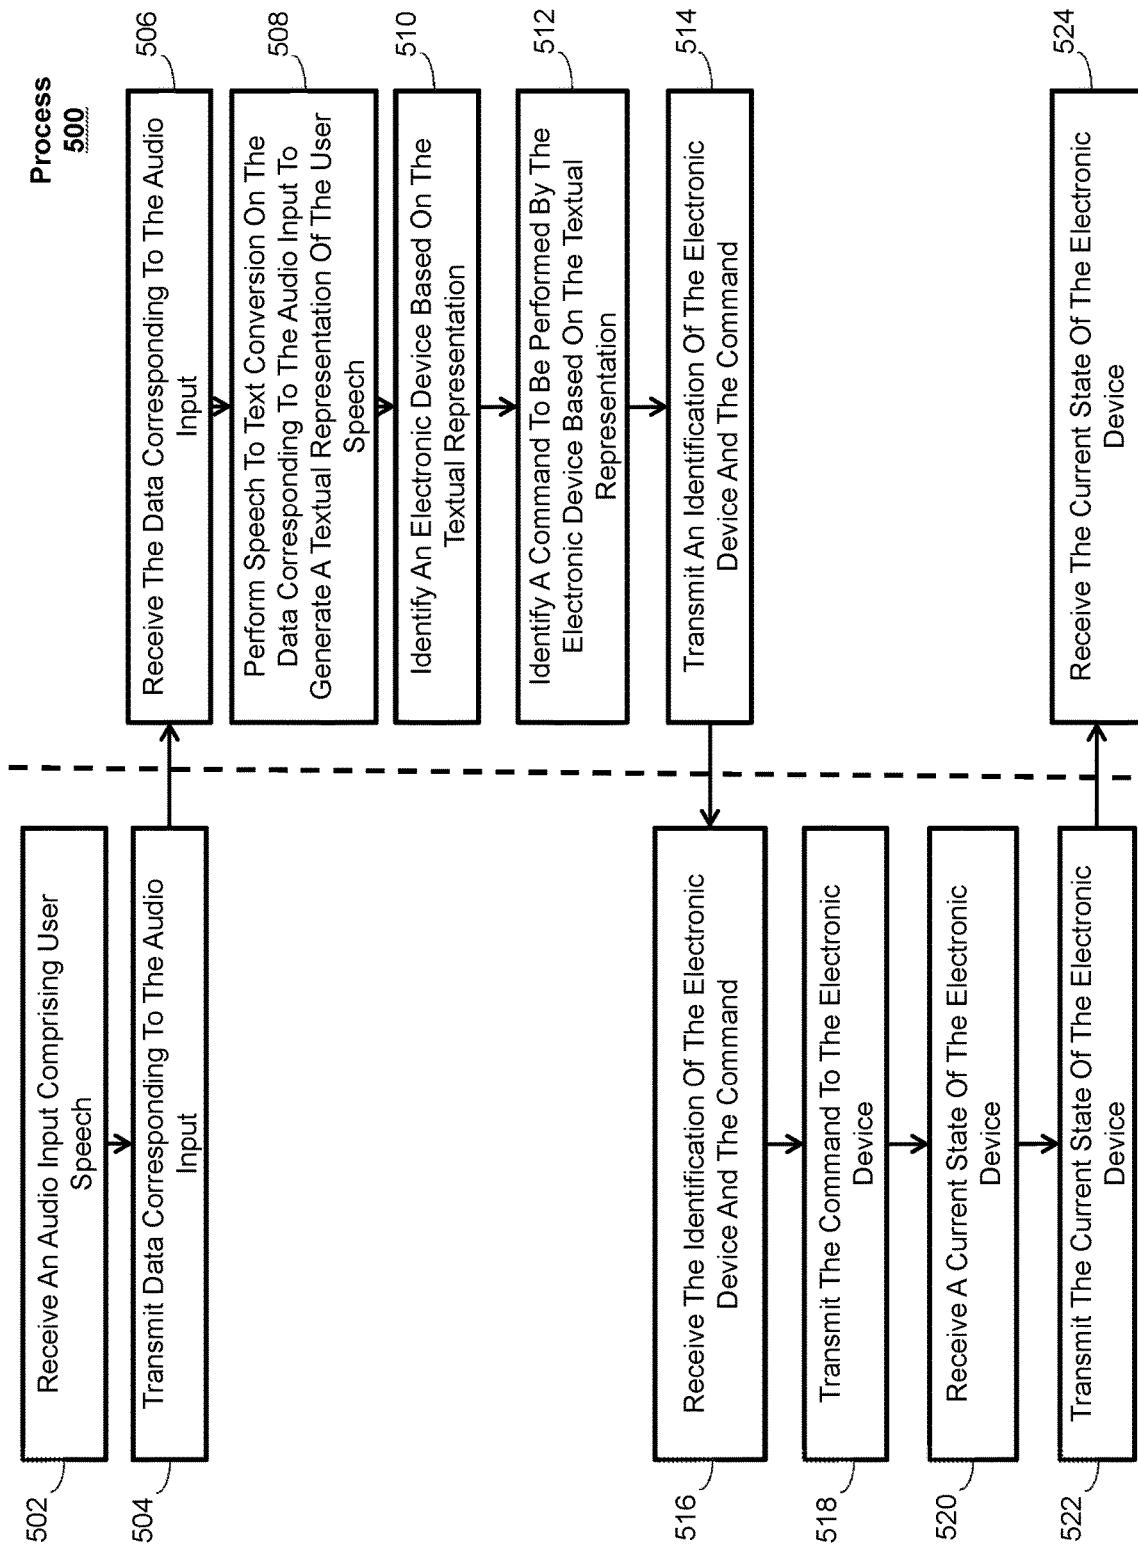 Process
500
502
Receive An Audio Input Comprising User
Speech
504
Transmit Data Corresponding To The Audio
Input
506
Receive The Data Corresponding To The Audio
Input
508
Perform Speech To Text Conversion On The
Data Corresponding To The Audio Input To
Generate A Textual Representation Of The User
Speech
510
Identify An Electronic Device Based On The
Textual Representation
512
Identify A Command To Be Performed By The
Electronic Device Based On The Textual
Representation
514
Transmit An Identification Of The Electronic
Device And The Command
516
Receive The Identification Of The Electronic
Device And The Command
518
Transmit The Command To The Electronic
Device
520
Receive A Current State Of The Electronic
Device
522
Transmit The Current State Of The Electronic
Device
524
Receive The Current State Of The Electronic
Device